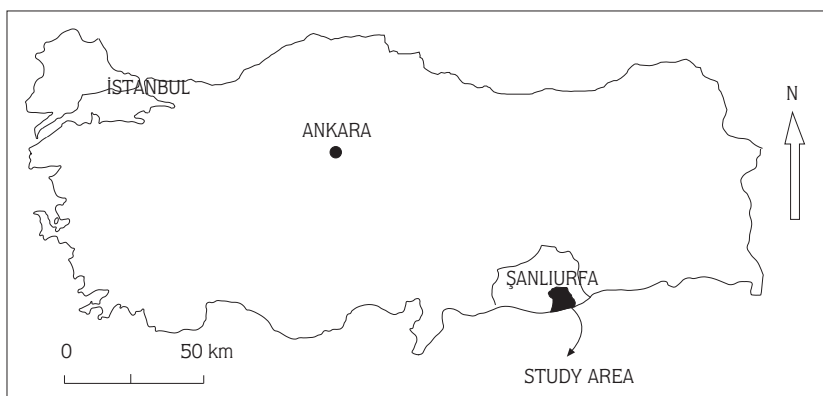 İSTANBUL
ANKARA
N
ŞANLIURFA
0 50 km
STUDY AREA